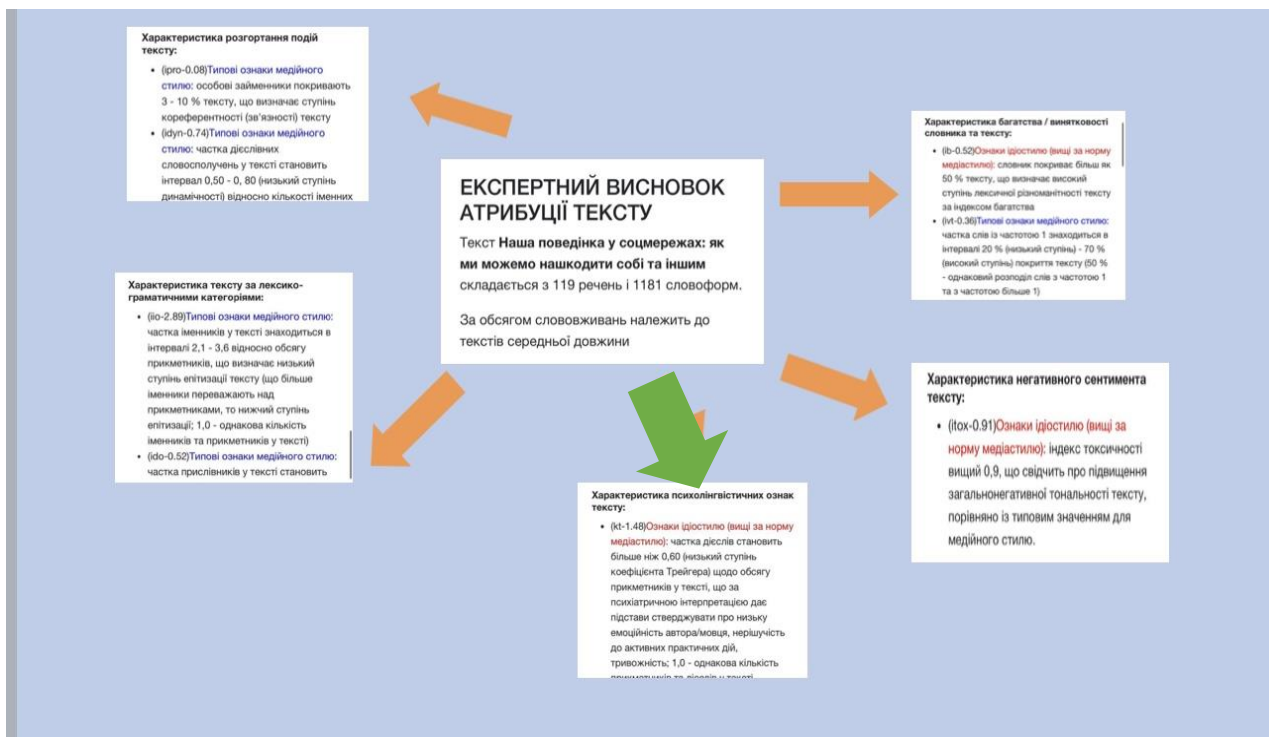 Характеристика розгортання подій
тексту:
• (ipro-0.08)Типові ознаки медійного
стилю: особові займенники покривають
3 - 10 % тексту, що визначає ступінь
кореферентності (зв'язності) тексту
• (idyn-0.74)Типові ознаки медійного
стилю: частка дієслівних
словосполучень у тексті становить
інтервал 0,50 - 0, 80 (низький ступінь
динамічності) відносно кількості іменних
ЕКСПЕРТНИЙ ВИСНОВОК
АТРИБУЦІЇ ТЕКСТУ
Текст Наша поведінка у соцмережах: як
ми можемо нашкодити собі та іншим
складається з 119 речень і 1181 словоформ.
За обсягом слововживань належить до
текстів середньої довжини
Характеристика багатства / винятковості
словника та тексту:
• (ib-0.52)Ознаки ідіостилю (вищі за норму
медіастилю): словник покриває більш як
50 % тексту, що визначає високий
ступінь лексичної різноманітності тексту
за індексом багатства
• (ivt-0.36)Типові ознаки медійного стилю:
частка слів із частотою 1 знаходиться в
інтервалі 20 % (низький ступінь) - 70 %
(високий ступінь) покриття тексту (50 %
- однаковий розподіл слів з частотою 1
та з частотою більше 1)
Характеристика тексту за лексико-
граматичними категоріями:
• (iio-2.89)Типові ознаки медійного стилю:
частка іменників у тексті знаходиться в
інтервалі 2,1 - 3,6 відносно обсягу
прикметників, що визначає низький
ступінь епітизації тексту (що більше
іменники переважають над
прикметниками, то нижчий ступінь
епітизації; 1,0 - однакова кількість
іменників та прикметників у тексті)
• (ido-0.52)Типові ознаки медійного стилю:
частка прислівників у тексті становить
Характеристика негативного сентимента
тексту:
• (itox-0.91)Ознаки ідіостилю (вищі за
норму медіастилю): індекс токсичності
вищий 0,9, що свідчить про підвищення
загальнонегативної тональності тексту,
порівняно із типовим значенням для
медійного стилю.
Характеристика психолінгвістичних ознак
тексту:
• (kt-1.48)Ознаки ідіостилю (вищі за норму
медіастилю): частка дієслів становить
більше ніж 0,60 (низький ступінь
коефіцієнта Трейгера) щодо обсягу
прикметників у тексті, що за
психіатричною інтерпретацією дає
підстави стверджувати про низьку
емоційність автора/мовця, нерішучість
до активних практичних дій,
тривожність; 1,0 - однакова кількість
прикметників та дієслів у тексті